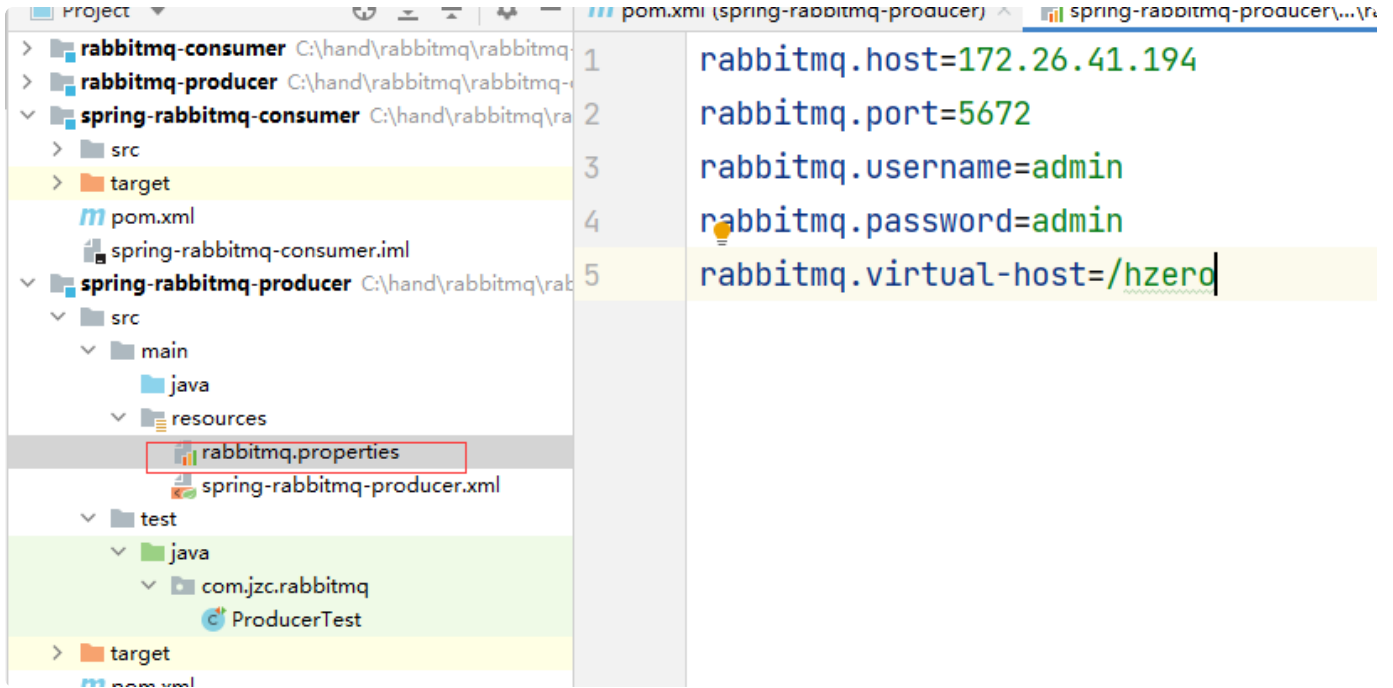 Project
rabbitmq-consumer C:\hand\rabbitmq\rabbitmq-
rabbitmq-producer C:\hand\rabbitmq\rabbitmq-
spring-rabbitmq-consumer C:\hand\rabbitmq\ra
src
target
pom.xml
spring-rabbitmq-consumer.iml
spring-rabbitmq-producer C:\hand\rabbitmq\rab
src
main
java
resources
rabbitmq.properties
spring-rabbitmq-producer.xml
test
java
com.jzc.rabbitmq
ProducerTest
target
pom.xml
pom.xml (spring-rabbitmq-producer)
spring-rabbitmq-producer\...\ra
1 rabbitmq.host=172.26.41.194
2 rabbitmq.port=5672
3 rabbitmq.username=admin
4 rabbitmq.password=admin
5 rabbitmq.virtual-host=/hzero